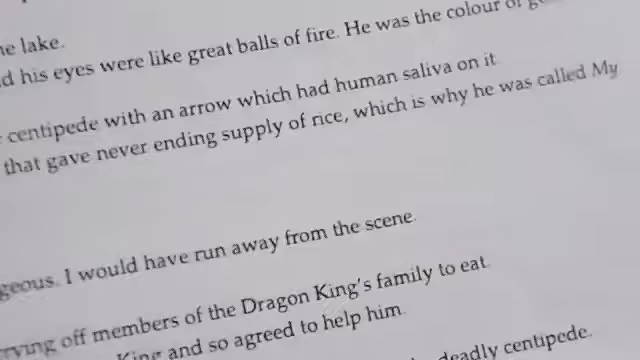 lake.
his eyes were like great balls of fire. He was the colour of
centipede with an arrow which had human saliva on it
that gave never ending supply of rice, which is why he was called My
I would have run away from the scene.
off members of the Dragon King's family to eat.
King and so agreed to help him.
deadly centipede.